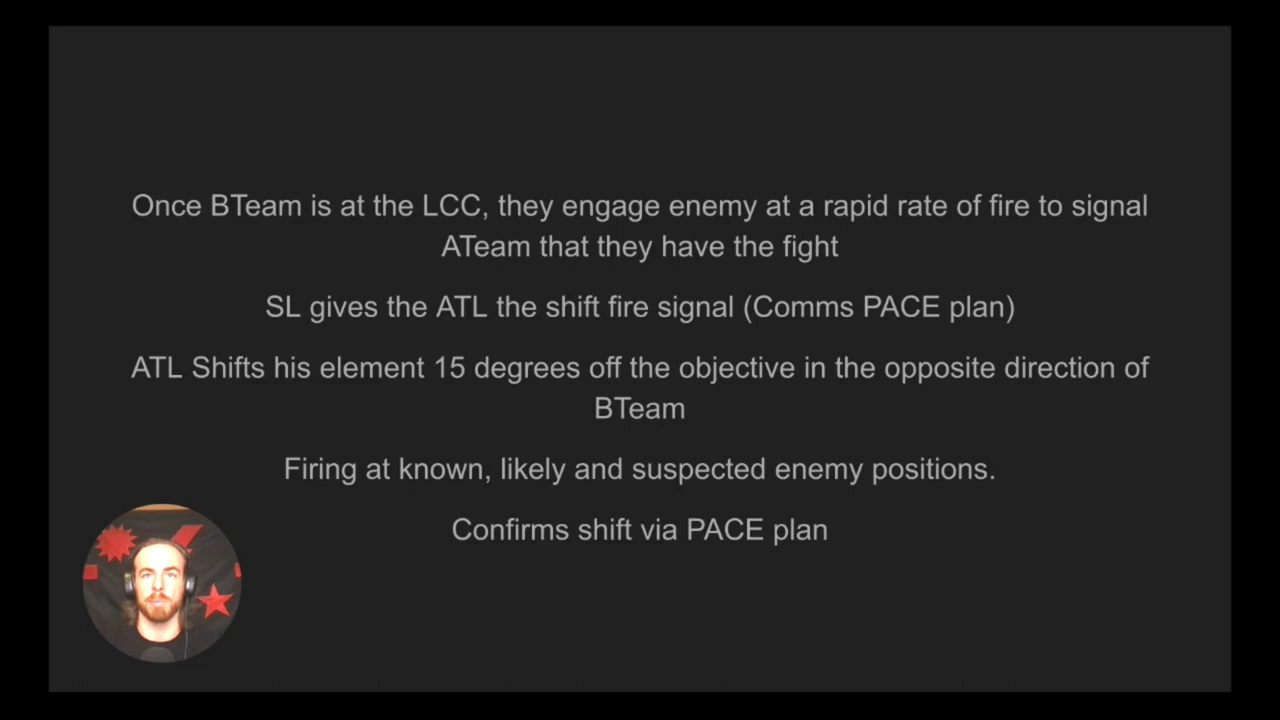 Once BTeam is at the LCC, they engage enemy at a rapid rate of fire to signal
ATeam that they have the fight
SL gives the ATL the shift fire signal (Comms PACE plan)
ATL Shifts his element 15 degrees off the objective in the opposite direction of
BTeam
Firing at known, likely and suspected enemy positions.
Confirms shift via PACE plan